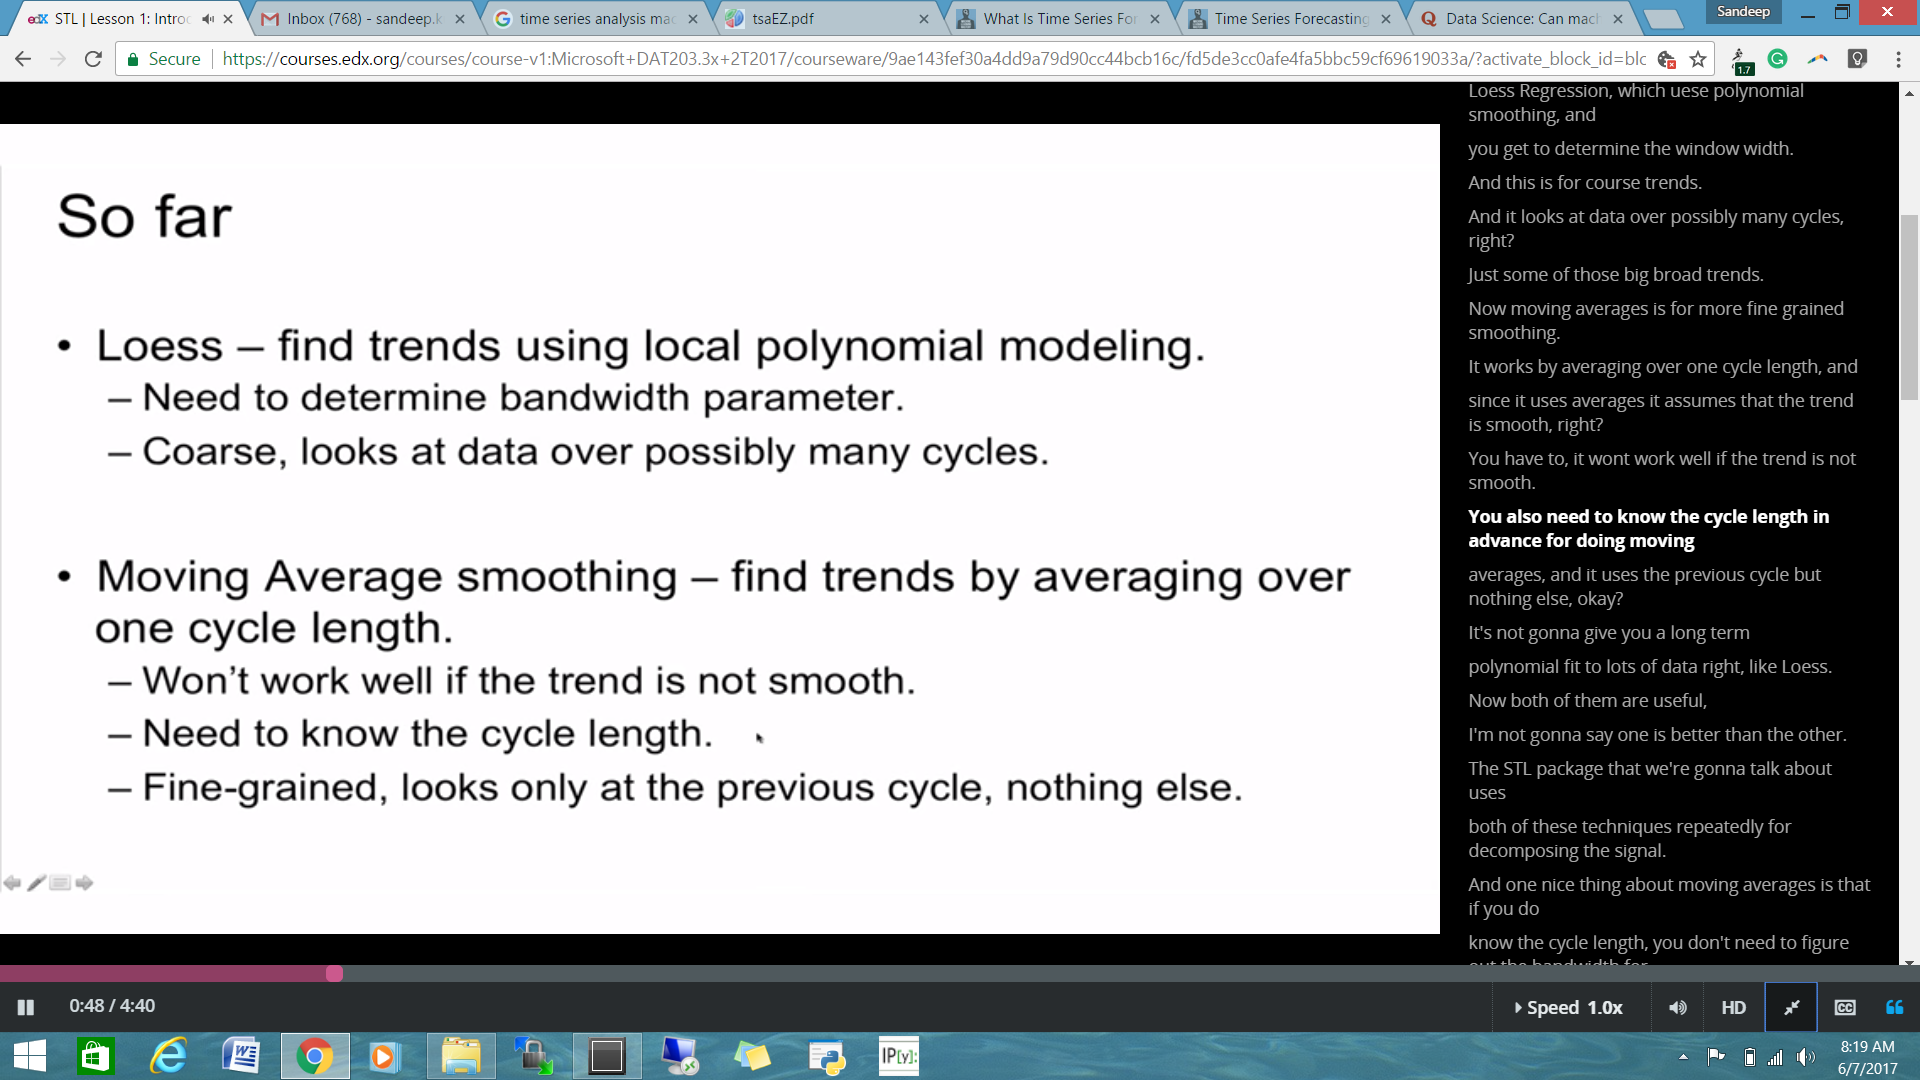 STL | Lesson 1: Introd
Inbox (768) - sandeep.k
time series analysis mac
tsaEZ.pdf
What Is Time Series For
Time Series Forecasting
Data Science: Can mach
Sandeep
Secure
https://courses.edx.org/courses/course-v1:Microsoft+DAT203.3x+2T2017/courseware/9ae143fef30a4dd9a79d90cc44bcb16c/fd5de3cc0afe4fa5bbc59cf69619033a/?activate_block_id=blc
1.7
So far
• Loess – find trends using local polynomial modeling.
– Need to determine bandwidth parameter.
– Coarse, looks at data over possibly many cycles.
• Moving Average smoothing – find trends by averaging over
one cycle length.
– Won't work well if the trend is not smooth.
– Need to know the cycle length.
– Fine-grained, looks only at the previous cycle, nothing else.
Loess Regression, which uese polynomial
smoothing, and
you get to determine the window width.
And this is for course trends.
And it looks at data over possibly many cycles,
right?
Just some of those big broad trends.
Now moving averages is for more fine grained
smoothing.
It works by averaging over one cycle length, and
since it uses averages it assumes that the trend
is smooth, right?
You have to, it wont work well if the trend is not
smooth.
You also need to know the cycle length in
advance for doing moving
averages, and it uses the previous cycle but
nothing else, okay?
It's not gonna give you a long term
polynomial fit to lots of data right, like Loess.
Now both of them are useful,
I'm not gonna say one is better than the other.
The STL package that we're gonna talk about
uses
both of these techniques repeatedly for
decomposing the signal.
And one nice thing about moving averages is that
if you do
know the cycle length, you don't need to figure
out the bandwidth for
0:48 / 4:40
Speed 1.0x
HD
CC
IP[y]:
8:19 AM
6/7/2017